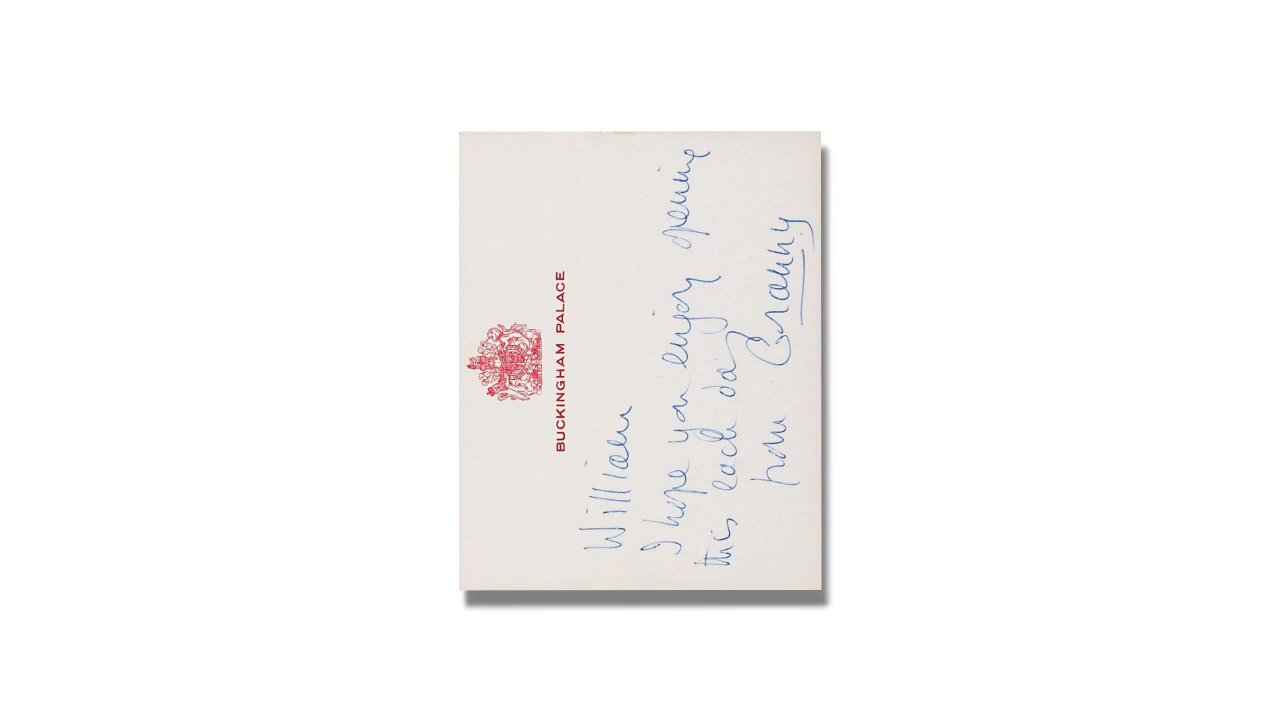 BUCKINGHAM PALACE
William
I hope you enjoy opening
this each day
from Granny